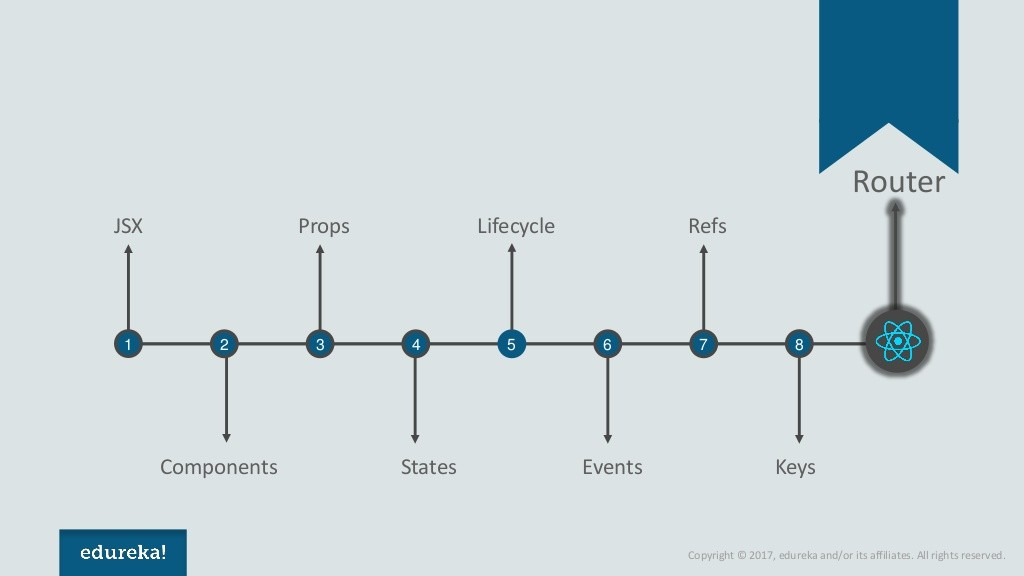 Router
JSX
Props
Lifecycle
Refs
1
2
3
4
5
6
7
8
Components
States
Events
Keys
edureka!
Copyright © 2017, edureka and/or its affiliates. All rights reserved.